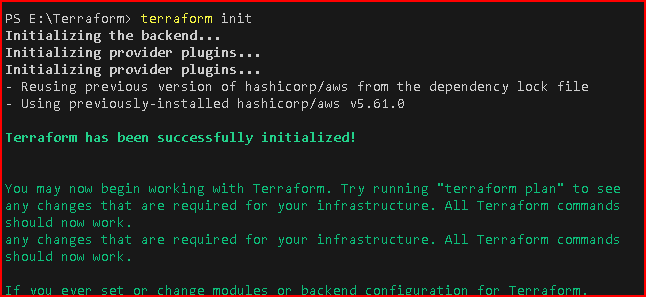 PS E:\Terraform> terraform init
Initializing the backend...
Initializing provider plugins...
Initializing provider plugins...
- Reusing previous version of hashicorp/aws from the dependency lock file
- Using previously-installed hashicorp/aws v5.61.0
Terraform has been successfully initialized!
You may now begin working with Terraform. Try running "terraform plan" to see
any changes that are required for your infrastructure. All Terraform commands
should now work.
any changes that are required for your infrastructure. All Terraform commands
should now work.
If you ever set or change modules or backend configuration for Terraform,